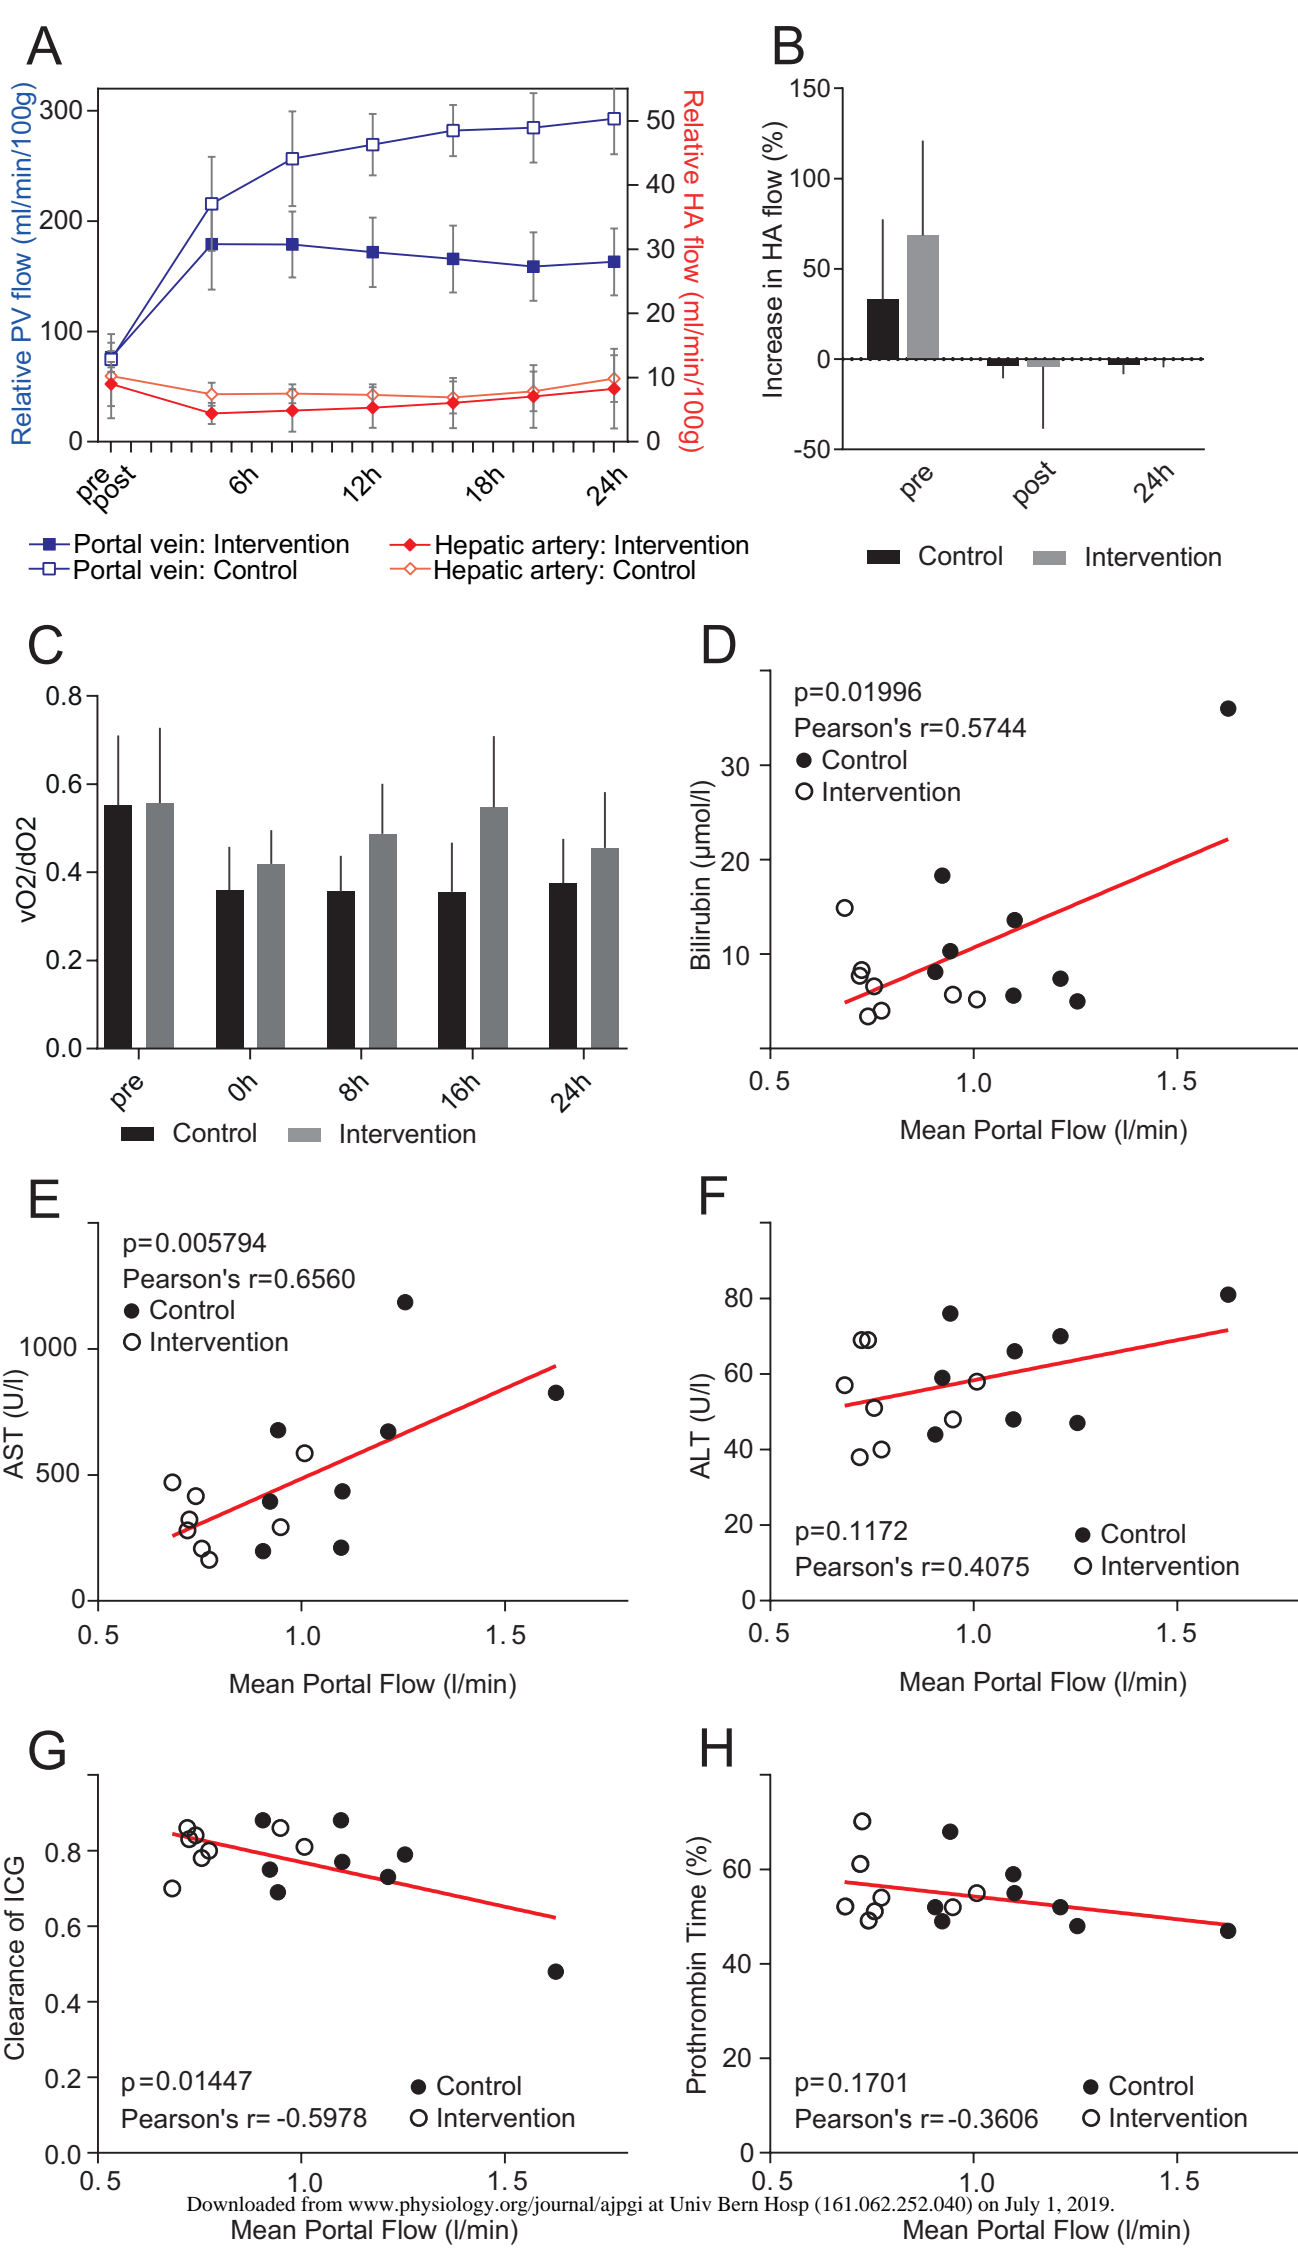 A
Relative PV flow (ml/min/100g)
300
200
100
0
50
40
30
20
10
0
Relative HA flow (ml/min/100g)
pre
post
6h
12h
18h
24h
Portal vein: Intervention
Portal vein: Control
Hepatic artery: Intervention
Hepatic artery: Control
B
Increase in HA flow (%)
150
100
50
0
-50
pre
post
24h
Control
Intervention
C
vO2/dO2
0.8
0.6
0.4
0.2
0.0
pre
0h
8h
16h
24h
Control
Intervention
D
p=0.01996
Pearson's r=0.5744
Control
Intervention
Bilirubin (µmol/l)
30
20
10
0.5
1.0
1.5
Mean Portal Flow (l/min)
E
p=0.005794
Pearson's r=0.6560
Control
Intervention
AST (U/l)
1000
500
0
0.5
1.0
1.5
Mean Portal Flow (l/min)
F
ALT (U/l)
80
60
40
20
0
p=0.1172
Pearson's r=0.4075
Control
Intervention
0.5
1.0
1.5
Mean Portal Flow (l/min)
G
Clearance of ICG
0.8
0.6
0.4
0.2
0.0
p=0.01447
Pearson's r= -0.5978
Control
Intervention
0.5
1.0
1.5
Mean Portal Flow (l/min)
H
Prothrombin Time (%)
60
40
20
0
p=0.1701
Pearson's r=-0.3606
Control
Intervention
0.5
1.0
1.5
Mean Portal Flow (l/min)
Downloaded from www.physiology.org/journal/ajpgi at Univ Bern Hosp (161.062.252.040) on July 1, 2019.